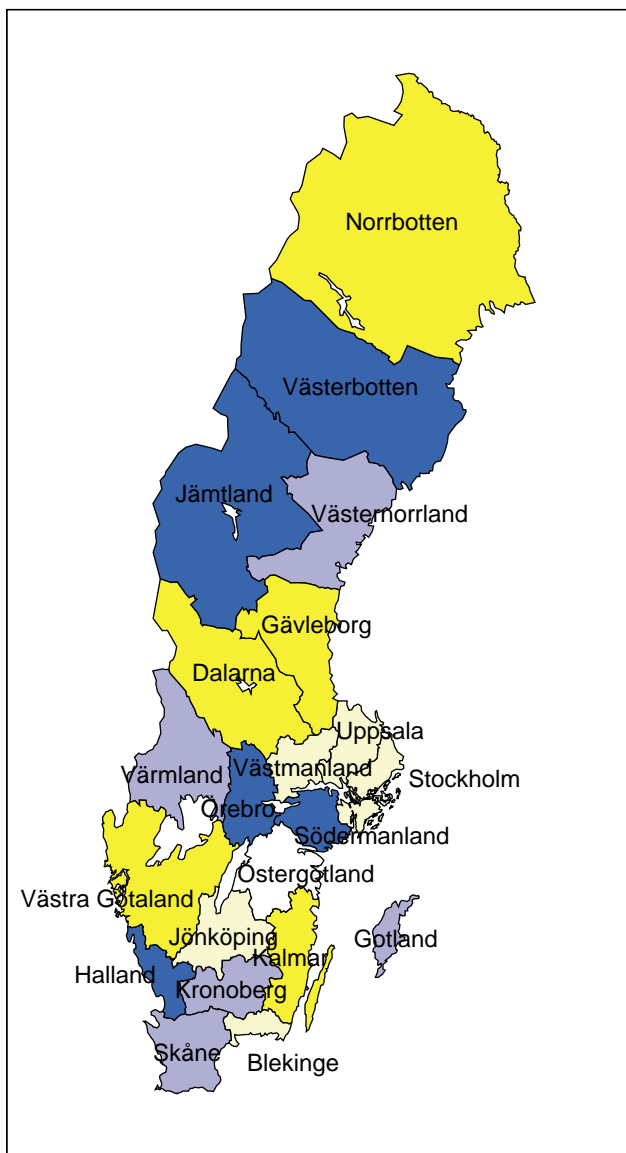 Norrbotten
Västerbotten
Jämtland
Västernorrland
Gävleborg
Dalarna
Uppsala
Västmanland
Värmland
Stockholm
Örebro
Södermanland
Östergötland
Västra Götaland
Jönköping
Gotland
Kalmar
Halland
Kronoberg
Skåne
Blekinge